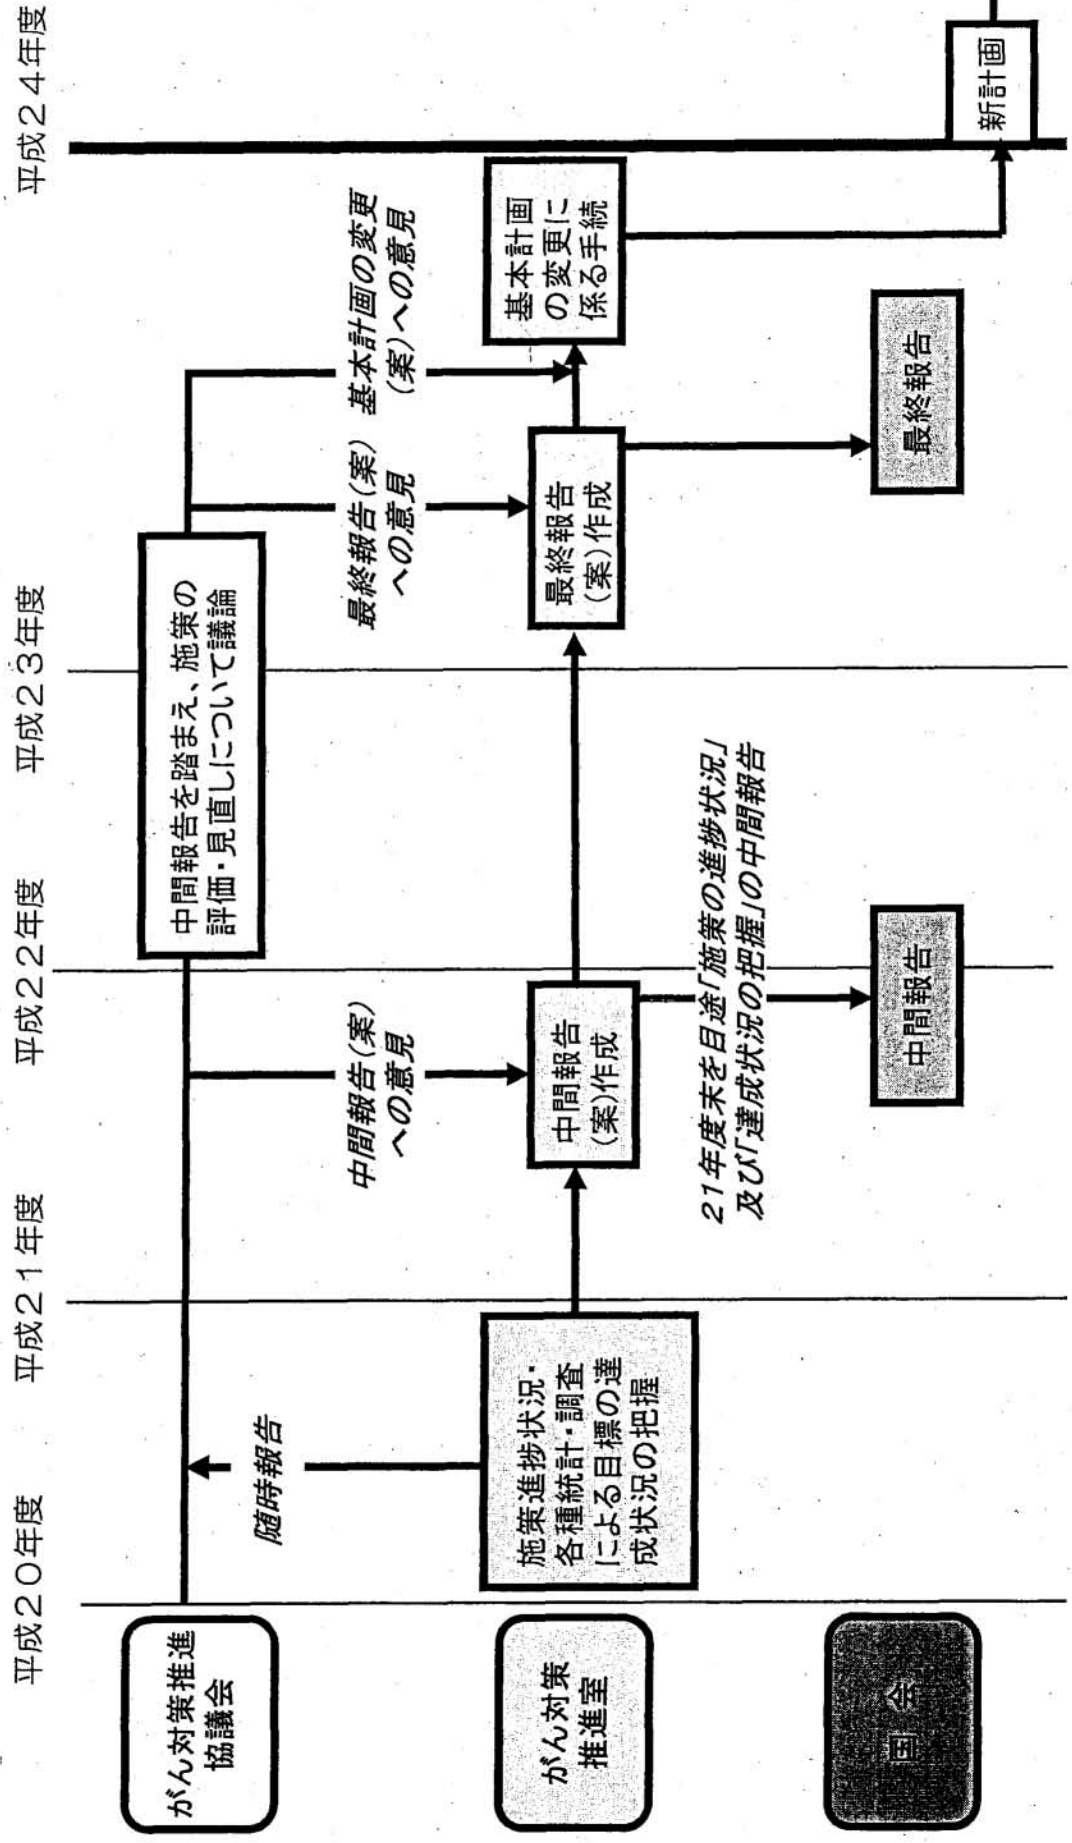 平成20年度
平成21年度
平成22年度
平成23年度
平成24年度
がん対策推進
協議会
随時報告
中間報告(案)
への意見
中間報告を踏まえ、施策の
評価・見直しについて議論
最終報告(案)
への意見
基本計画の変更
(案)への意見
がん対策
推進室
施策進捗状況・
各種統計・調査
による目標の達
成状況の把握
中間報告
(案)作成
最終報告
(案)作成
基本計画
の変更に
係る手続
21年度末を目途「施策の進捗状況」
及び「達成状況の把握」の中間報告
国会
中間報告
最終報告
新計画